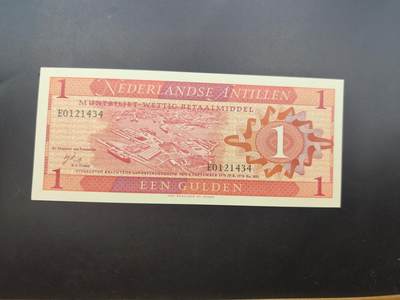 1 NEDERLANDSE ANTILLEN 1
MUNTBILJET-WETTIG BETAALMIDDEL
E0121434
1
E0121434
1 EEN GULDEN 1